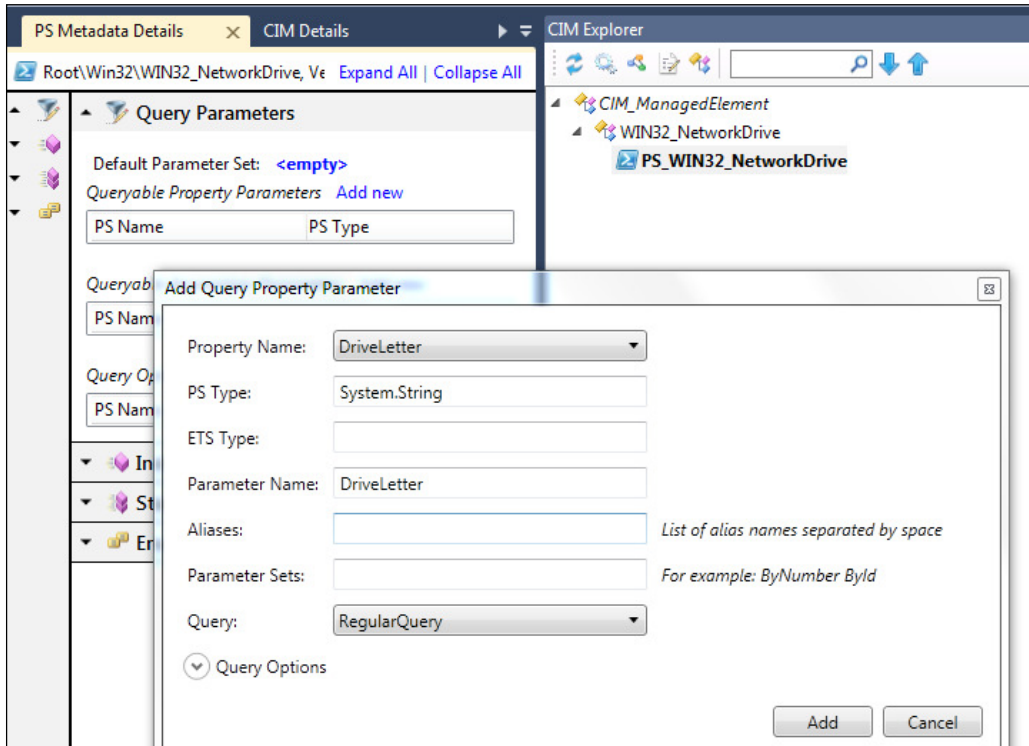 PS Metadata Details
CIM Details
CIM Explorer
Root\Win32\WIN32_NetworkDrive, Ve Expand All | Collapse All
Query Parameters
Default Parameter Set: <empty>
Queryable Property Parameters Add new
PS Name PS Type
CIM_ManagedElement
WIN32_NetworkDrive
PS_WIN32_NetworkDrive
Queryab
PS Nam
Query Op
PS Nam
In
St
En
Add Query Property Parameter
Property Name: DriveLetter
PS Type: System.String
ETS Type:
Parameter Name: DriveLetter
Aliases: List of alias names separated by space
Parameter Sets: For example: ByNumber ById
Query: RegularQuery
Query Options
Add Cancel